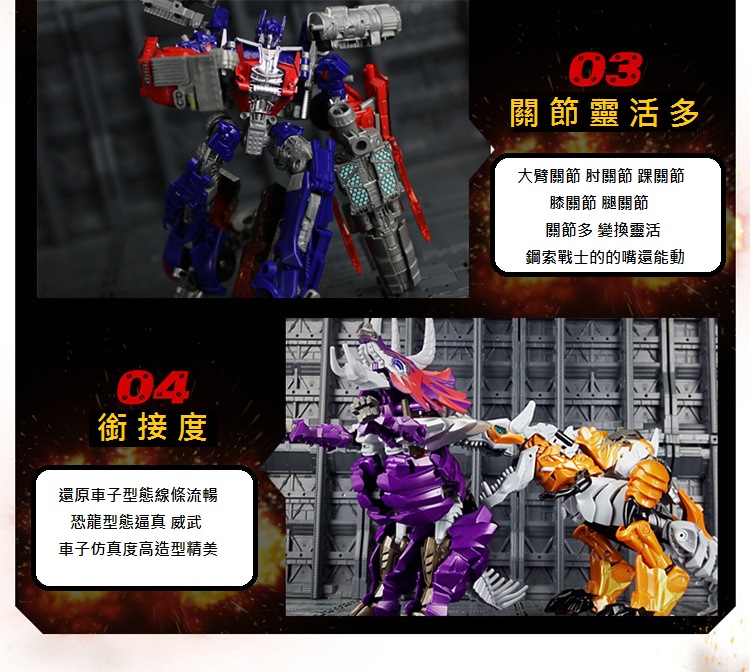 03
關節靈活多
大臂關節 肘關節 踝關節
膝關節 腿關節
關節多 變換靈活
鋼索戰士的的嘴還能動
04
銜接度
還原車子型態線條流暢
恐龍型態逼真 威武
車子仿真度高造型精美